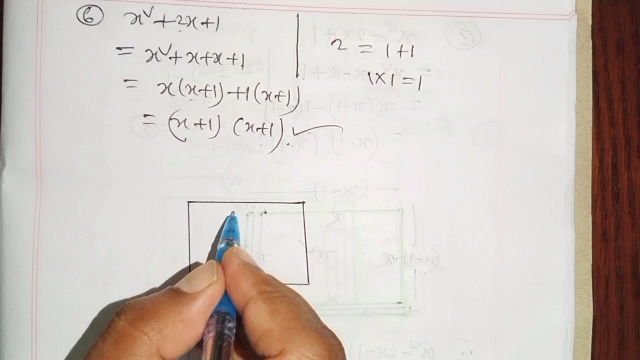 ⑥ x² + 2x + 1
= x² + x + x + 1
= x(x+1) + 1(x+1)
= (x+1) (x+1).
2 = 1 + 1
1×1 = 1